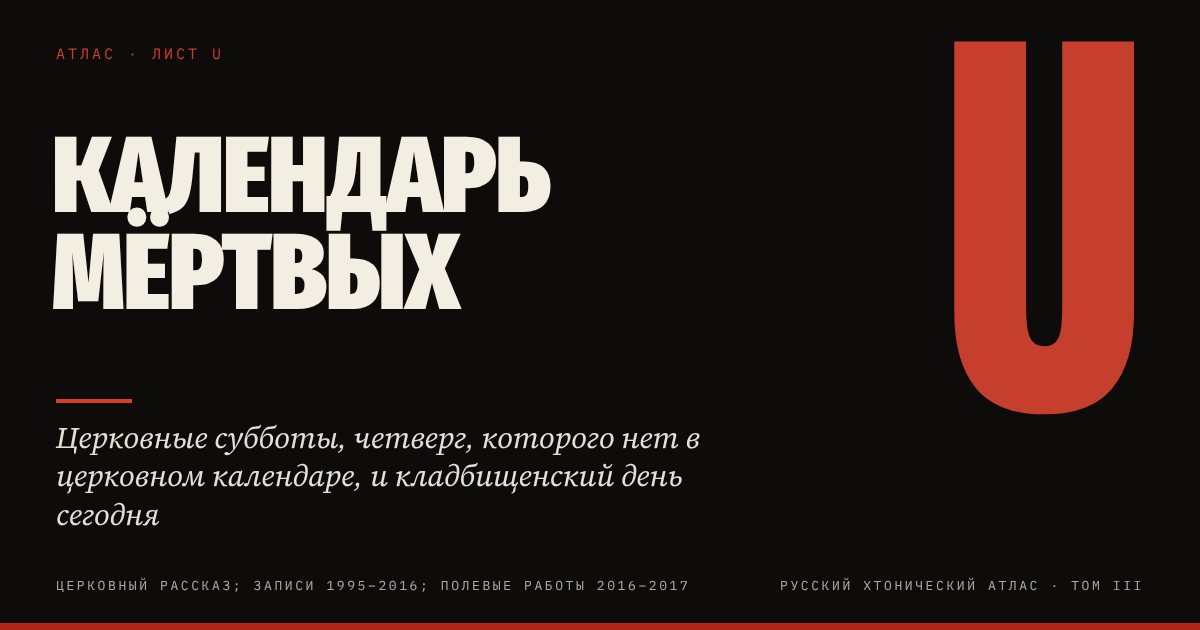 АТЛАС · ЛИСТ U
U
КАЛЕНДАРЬ
МЁРТВЫХ
Церковные субботы, четверг, которого нет в
церковном календаре, и кладбищенский день
сегодня
ЦЕРКОВНЫЙ РАССКАЗ; ЗАПИСИ 1995–2016; ПОЛЕВЫЕ РАБОТЫ 2016–2017
РУССКИЙ ХТОНИЧЕСКИЙ АТЛАС · ТОМ III